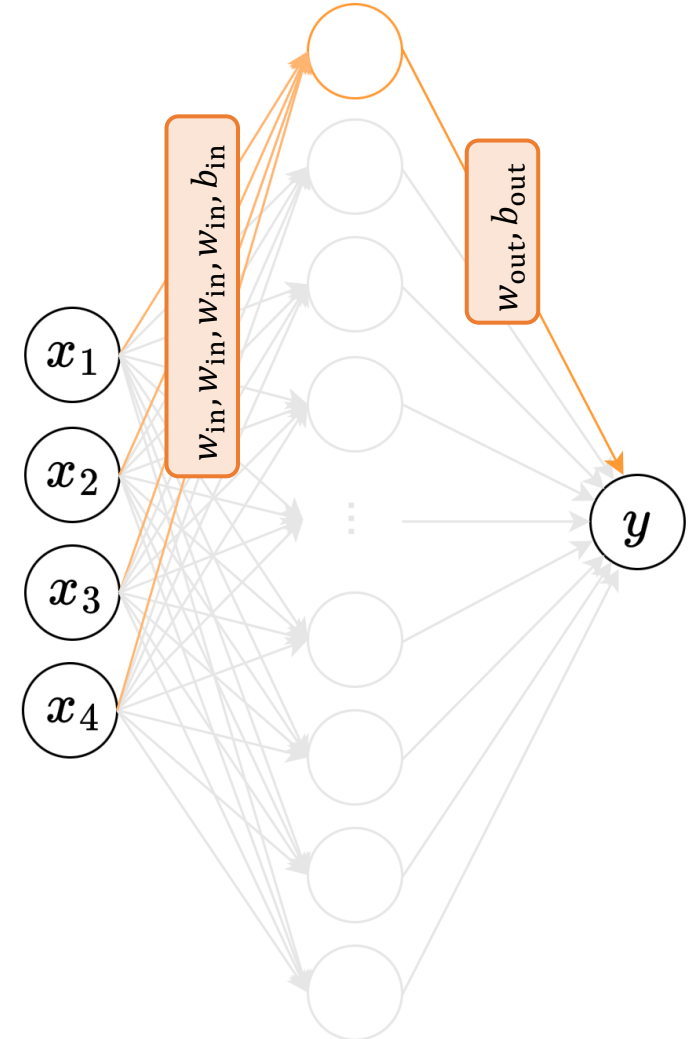 w_in, w_in, w_in, w_in, b_in
w_out, b_out
x_1
x_2
x_3
x_4
⋮
y